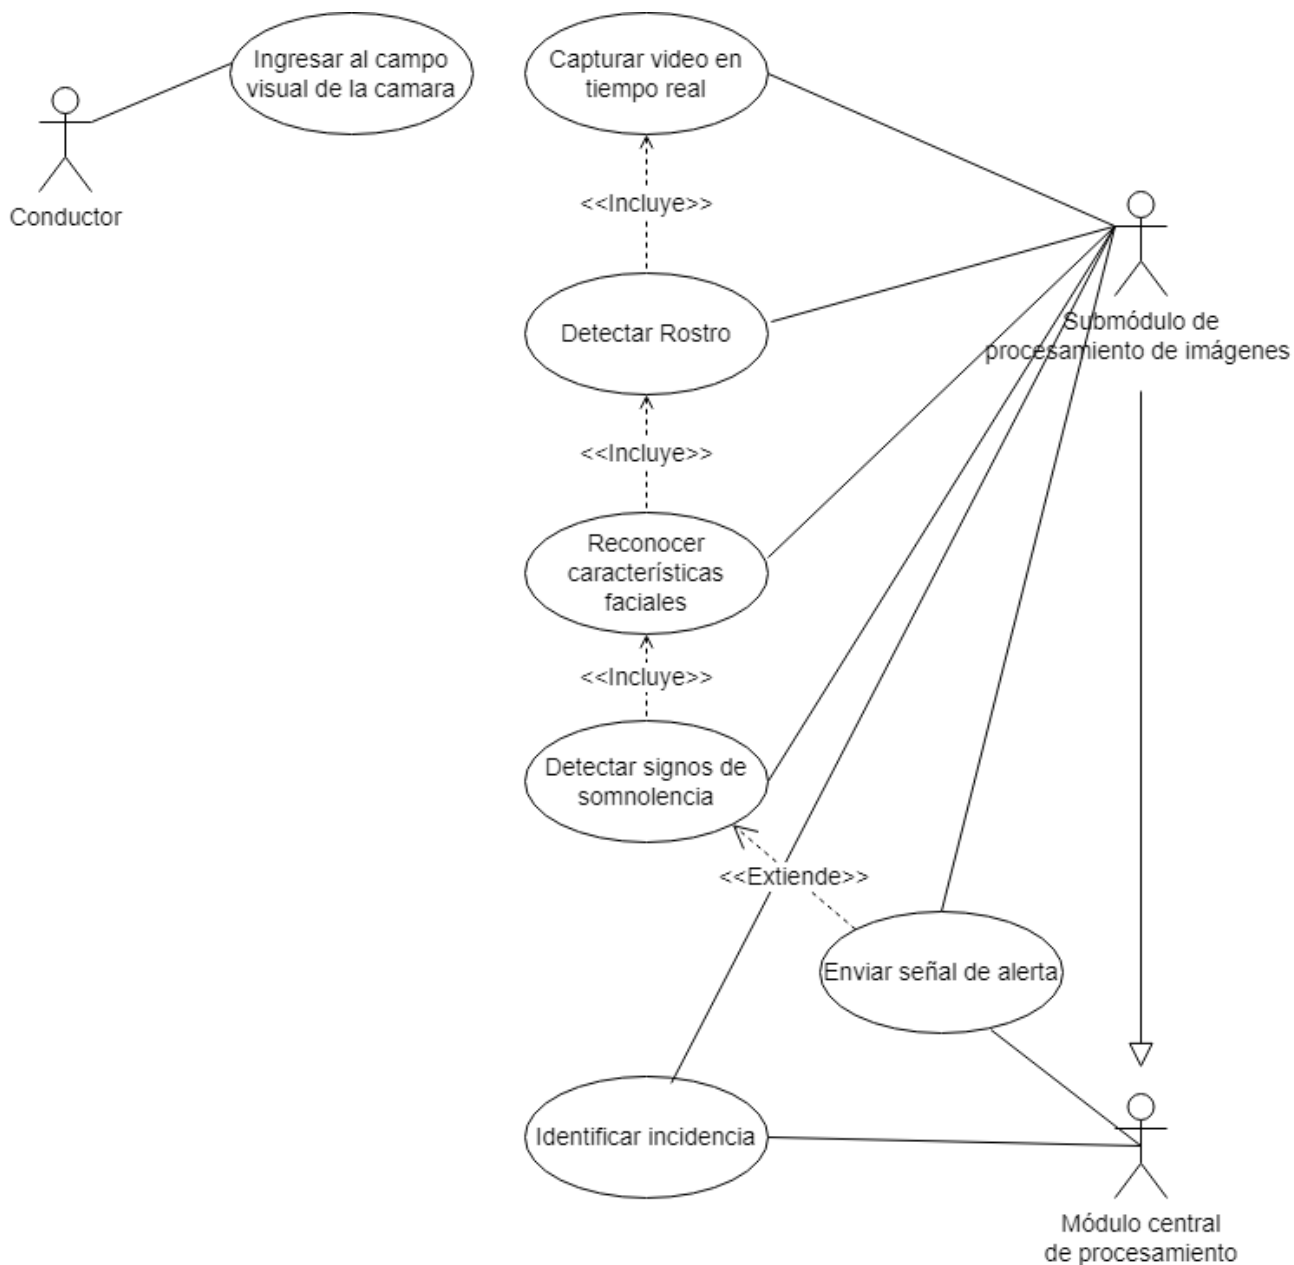 Ingresar al campo
visual de la camara
Capturar video en
tiempo real
Conductor
<<Incluye>>
Submódulo de
procesamiento de imágenes
Detectar Rostro
<<Incluye>>
Reconocer
características
faciales
<<Incluye>>
Detectar signos de
somnolencia
<<Extiende>>
Enviar señal de alerta
Identificar incidencia
Módulo central
de procesamiento